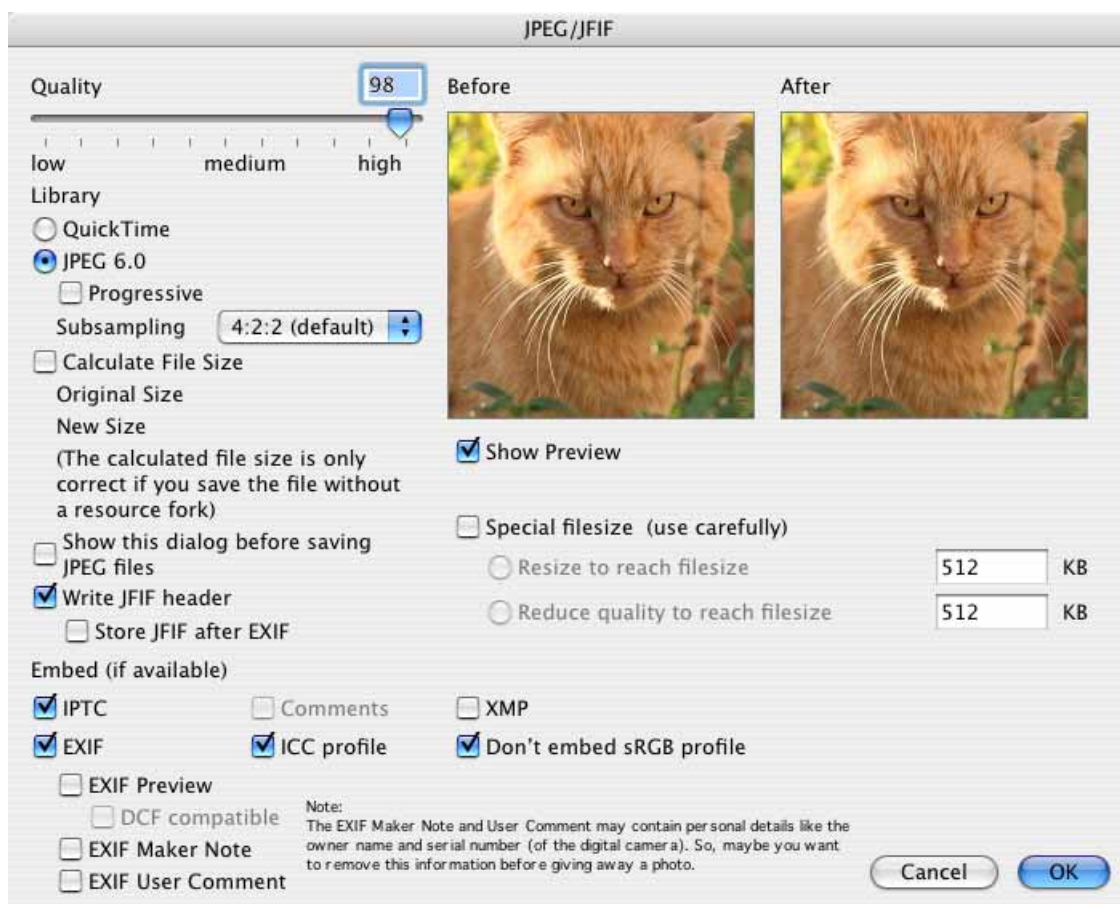 JPEG/JFIF
Quality
98
low medium high
Library
QuickTime
JPEG 6.0
Progressive
Subsampling 4:2:2 (default)
Calculate File Size
Original Size
New Size
(The calculated file size is only
correct if you save the file without
a resource fork)
Show this dialog before saving
JPEG files
Write JFIF header
Store JFIF after EXIF
Before
After
Show Preview
Special filesize (use carefully)
Resize to reach filesize 512 KB
Reduce quality to reach filesize 512 KB
Embed (if available)
IPTC Comments XMP
EXIF ICC profile Don't embed sRGB profile
EXIF Preview
DCF compatible
EXIF Maker Note
EXIF User Comment
Note:
The EXIF Maker Note and User Comment may contain personal details like the
owner name and serial number (of the digital camera). So, maybe you want
to remove this information before giving away a photo.
Cancel OK